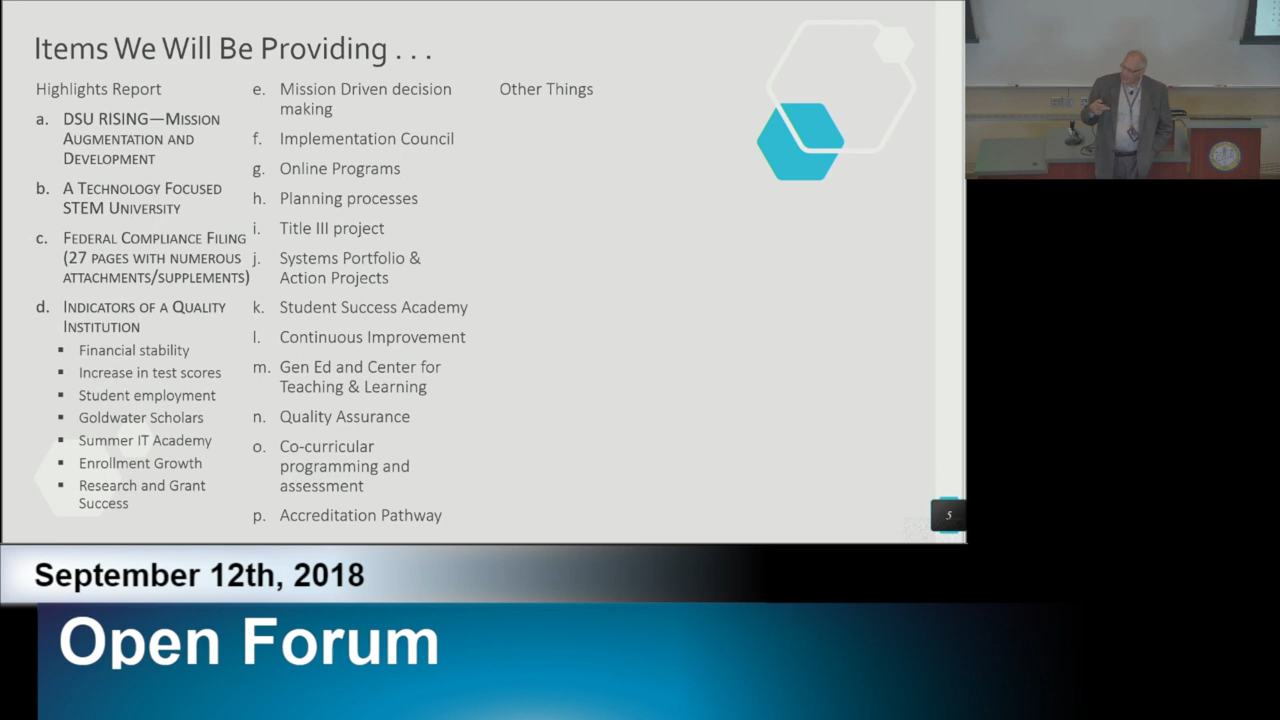 Items We Will Be Providing . . .
Highlights Report
a. DSU RISING—Mission
Augmentation and
Development
b. A Technology Focused
STEM University
c. Federal Compliance Filing
(27 pages with numerous
attachments/supplements)
d. Indicators of a Quality
Institution
▪ Financial stability
▪ Increase in test scores
▪ Student employment
▪ Goldwater Scholars
▪ Summer IT Academy
▪ Enrollment Growth
▪ Research and Grant
Success
e. Mission Driven decision
making
f. Implementation Council
g. Online Programs
h. Planning processes
i. Title III project
j. Systems Portfolio &
Action Projects
k. Student Success Academy
l. Continuous Improvement
m. Gen Ed and Center for
Teaching & Learning
n. Quality Assurance
o. Co-curricular
programming and
assessment
p. Accreditation Pathway
Other Things
5
September 12th, 2018
Open Forum